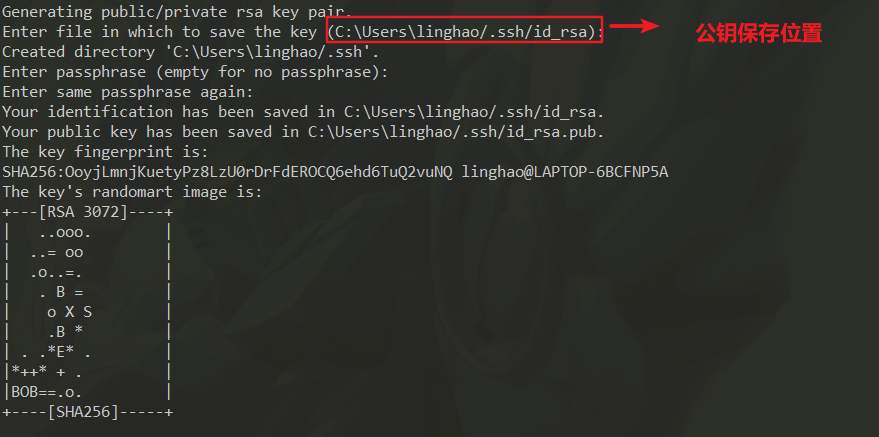 Generating public/private rsa key pair.
Enter file in which to save the key (C:\Users\linghao/.ssh/id_rsa): 公钥保存位置
Created directory 'C:\Users\linghao/.ssh'.
Enter passphrase (empty for no passphrase):
Enter same passphrase again:
Your identification has been saved in C:\Users\linghao/.ssh/id_rsa.
Your public key has been saved in C:\Users\linghao/.ssh/id_rsa.pub.
The key fingerprint is:
SHA256:OoyjLmnjKuetyPz8LzU0rDrFdEROCQ6ehd6TuQ2vuNQ linghao@LAPTOP-6BCFNP5A
The key's randomart image is:
+---[RSA 3072]----+
|   ..ooo.        |
|  ..= oo         |
|  .o..=.         |
|   . B =         |
|    o X S        |
|    .B *         |
| . .*E* .        |
|*++* + .         |
|BOB==.o.         |
+----[SHA256]-----+